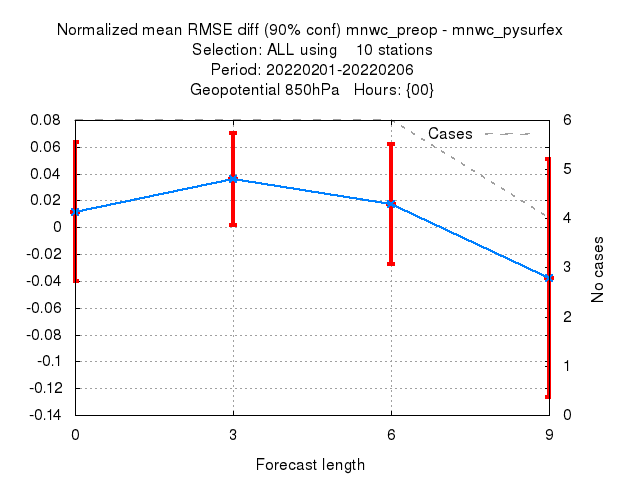 Normalized mean RMSE diff (90% conf) mnwc_preop - mnwc_pysurfex
Selection: ALL using    10 stations
Period: 20220201-20220206
Geopotential 850hPa   Hours: {00}
Cases
0.08
0.06
0.04
0.02
0
-0.02
-0.04
-0.06
-0.08
-0.1
-0.12
-0.14
6
5
4
3
2
1
0
No cases
0 3 6 9
Forecast length